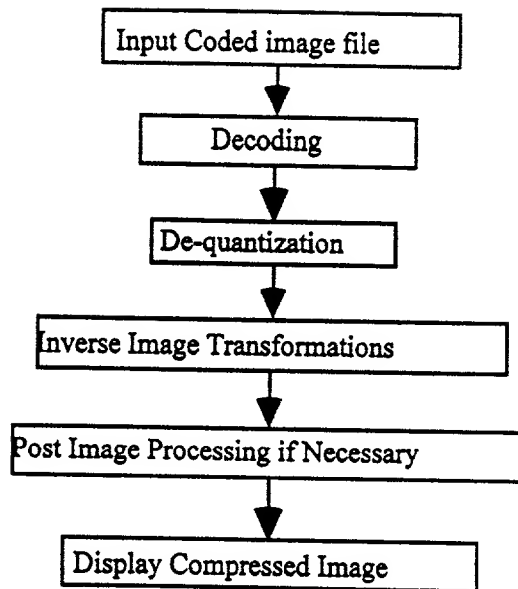 Input Coded image file
Decoding
De-quantization
Inverse Image Transformations
Post Image Processing if Necessary
Display Compressed Image